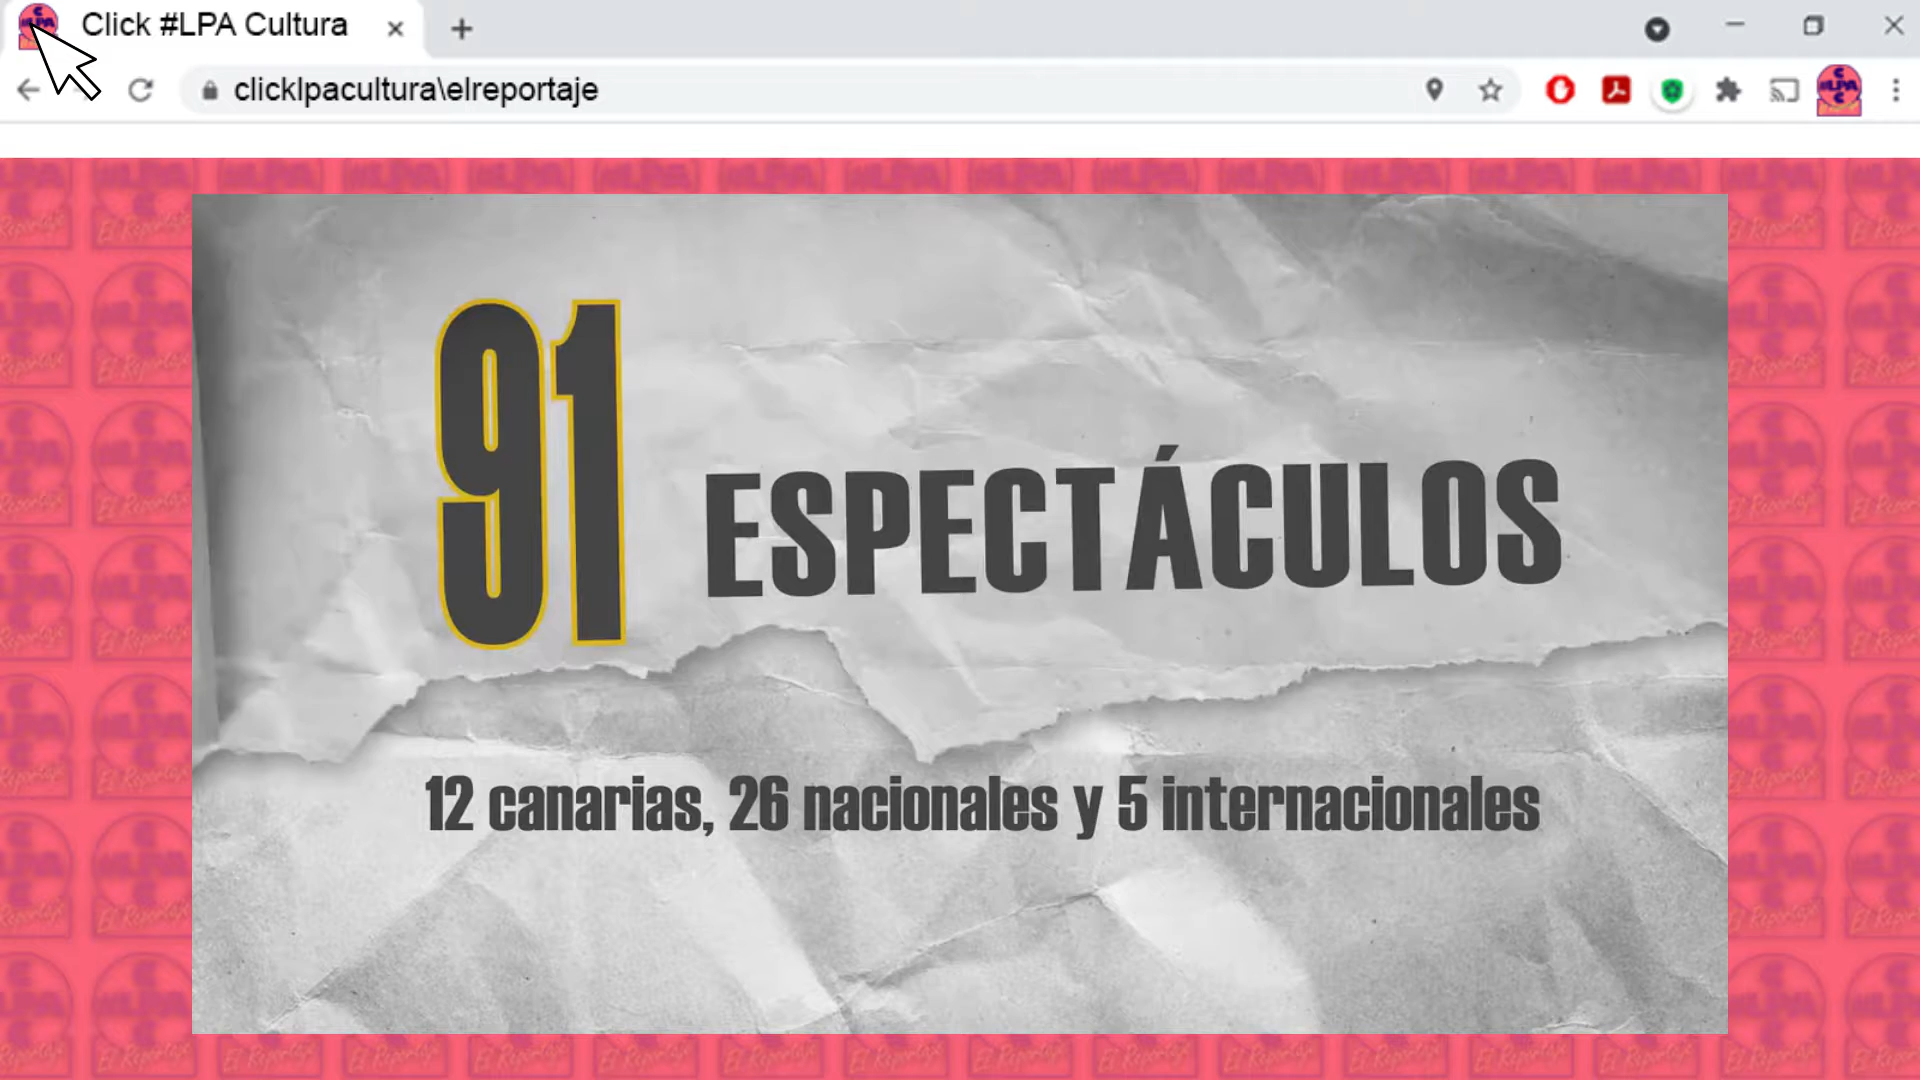 Click #LPA Cultura
clicklpacultura\elreportaje
91 ESPECTÁCULOS
12 canarias, 26 nacionales y 5 internacionales